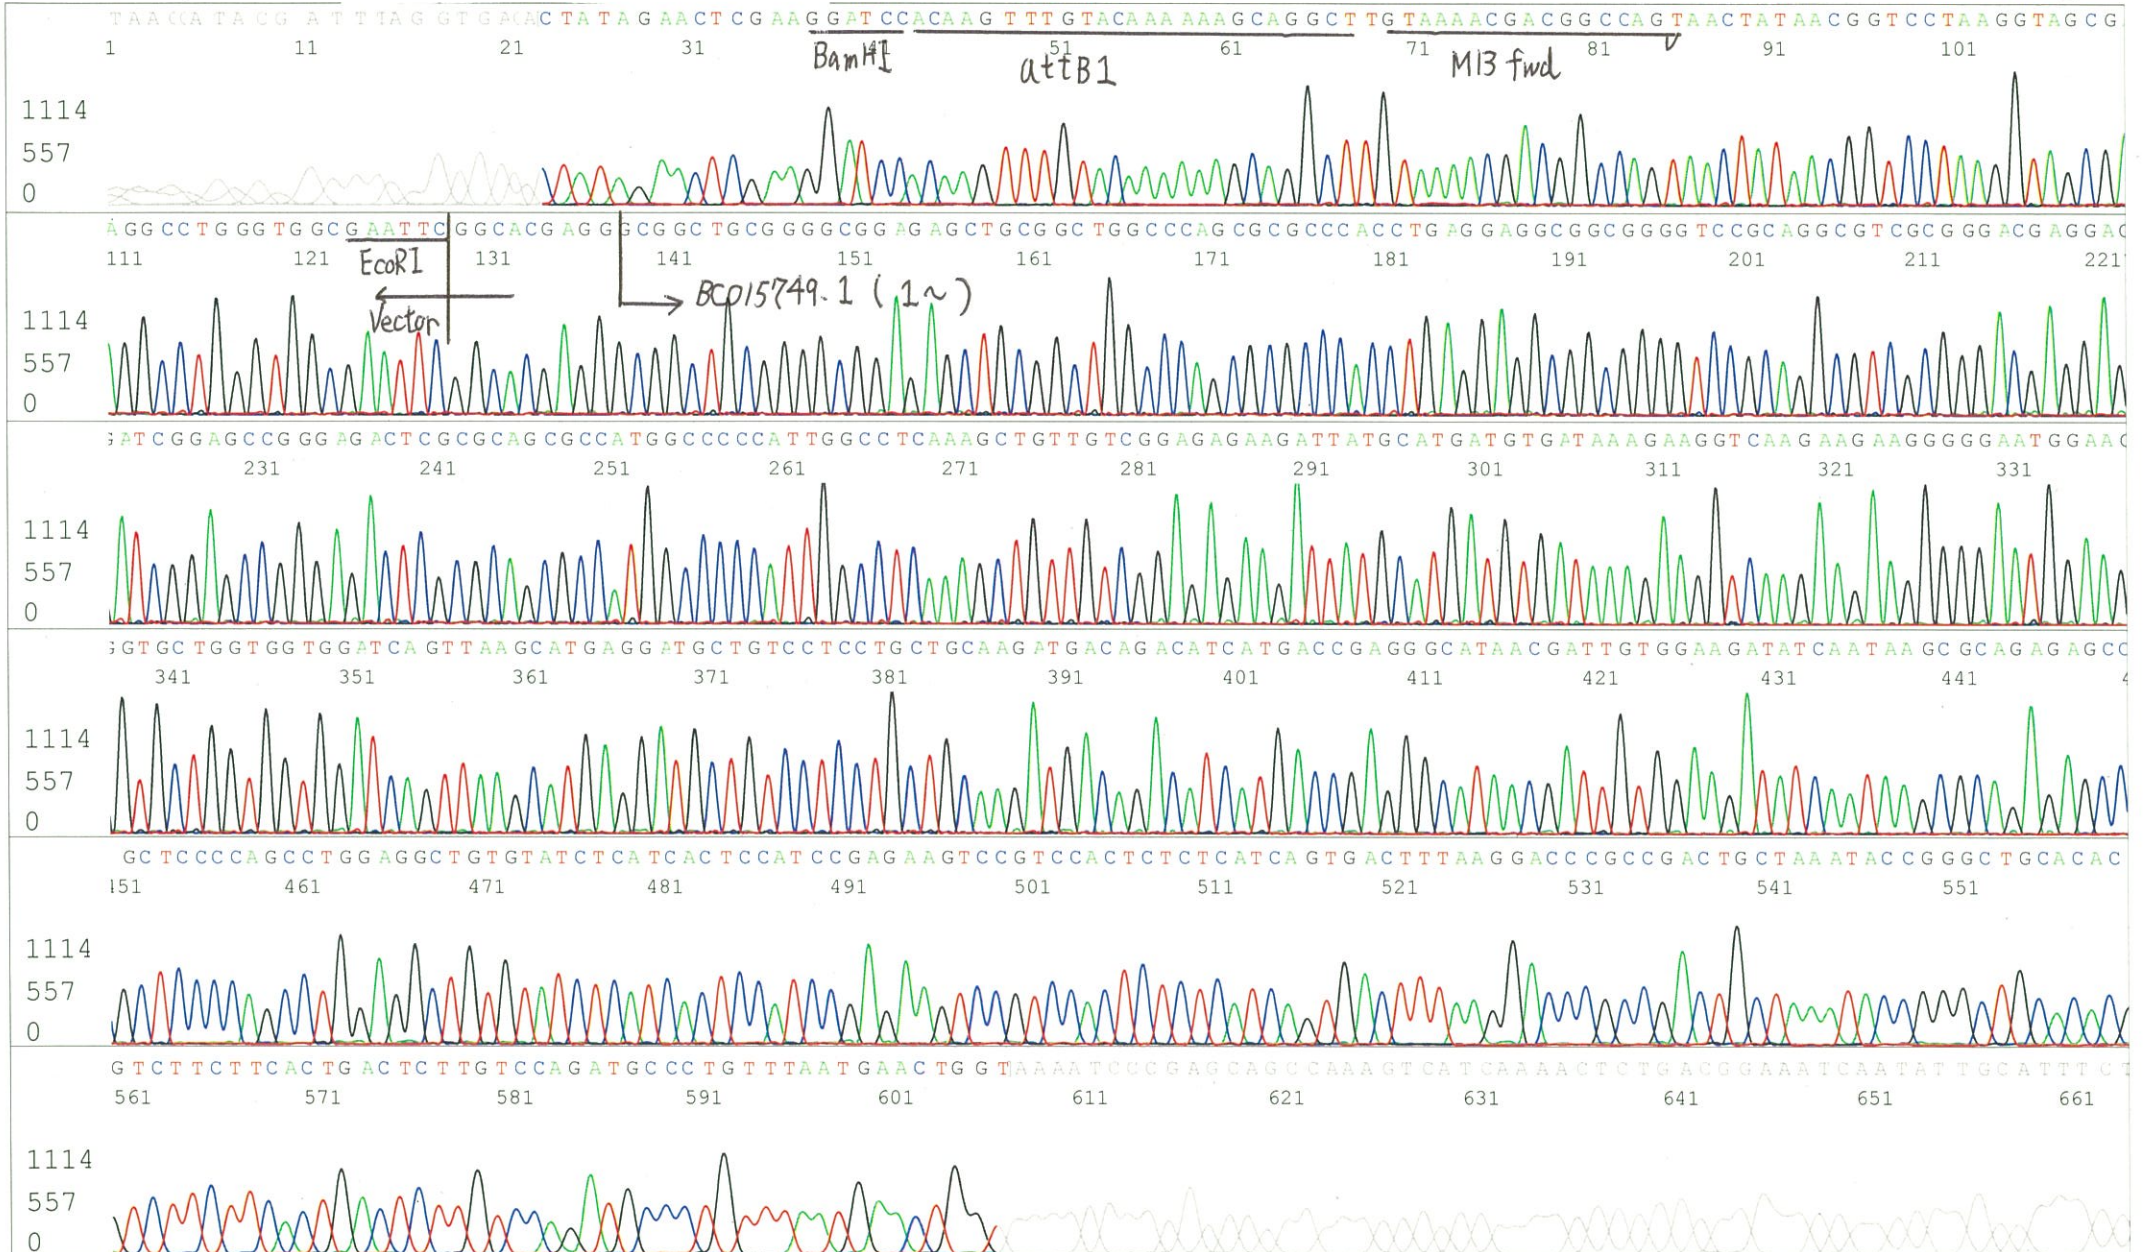 TAACCATACGATTTAGGTGACACTATAGAACTCGAAGGATCCACAAGTTTGTACAAAAAAGCAGGCTTGTAAAACGACGGCCAGTAACTATAACGGTCCTAAGGTAGCG
1 11 21 31 41 51 61 71 81 91 101
BamHI attB1 M13 fwd
1114
557
0
AGGCCTGGGTGGCGAATTCGGCACGAGGGCGGCTGCGGGGCGGAGAGCTGCGGCTGGCCCAGCGCGCCCACCTGAGGAGGCGGCGGGGTCCGCAGGCGTCGCGGGACGAGGAG
111 121 EcoRI 131 141 151 161 171 181 191 201 211 221
BC015749.1 (1~)
Vector
1114
557
0
GATCGGAGCCGGGAGACTCGCGCAGCGCCATGGCCCCCATTGGCCTCAAAGCTGTTGTCGGAGAGAAGATTATGCATGATGTGATAAAGAAGGTCAAGAAGAAGGGGGAATGGAAG
231 241 251 261 271 281 291 301 311 321 331
1114
557
0
GGTGCTGGTGGTGGATCAGTTAAGCATGAGGATGCTGTCCTCCTGCTGCAAGATGACAGACATCATGACCGAGGGCATAACGATTGTGGAAGATATCAATAAGCGCAGAGAGCC
341 351 361 371 381 391 401 411 421 431 441
1114
557
0
GCTCCCCAGCCTGGAGGCTGTGTATCTCATCACTCCATCCGAGAAGTCCGTCCACTCTCTCATCAGTGACTTTAAGGACCCGCCGACTGCTAAATACCGGGCTGCACAC
451 461 471 481 491 501 511 521 531 541 551
1114
557
0
GTCTTCTTCACTGACTCTTGTCCAGATGCCCTGTTTAATGAACTGGTAAAATCCCGAGCAGCCAAAGTCATCAAAACTCTGACGGAAATCAATATTGCATTTCT
561 571 581 591 601 611 621 631 641 651 661
1114
557
0